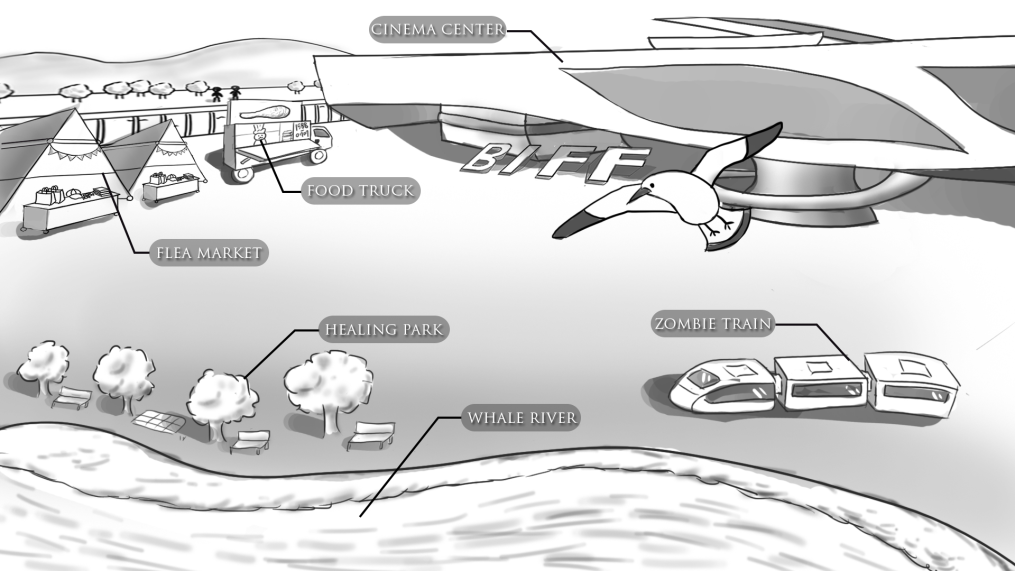 CINEMA CENTER
BIFF
FOOD TRUCK
FLEA MARKET
HEALING PARK
ZOMBIE TRAIN
WHALE RIVER